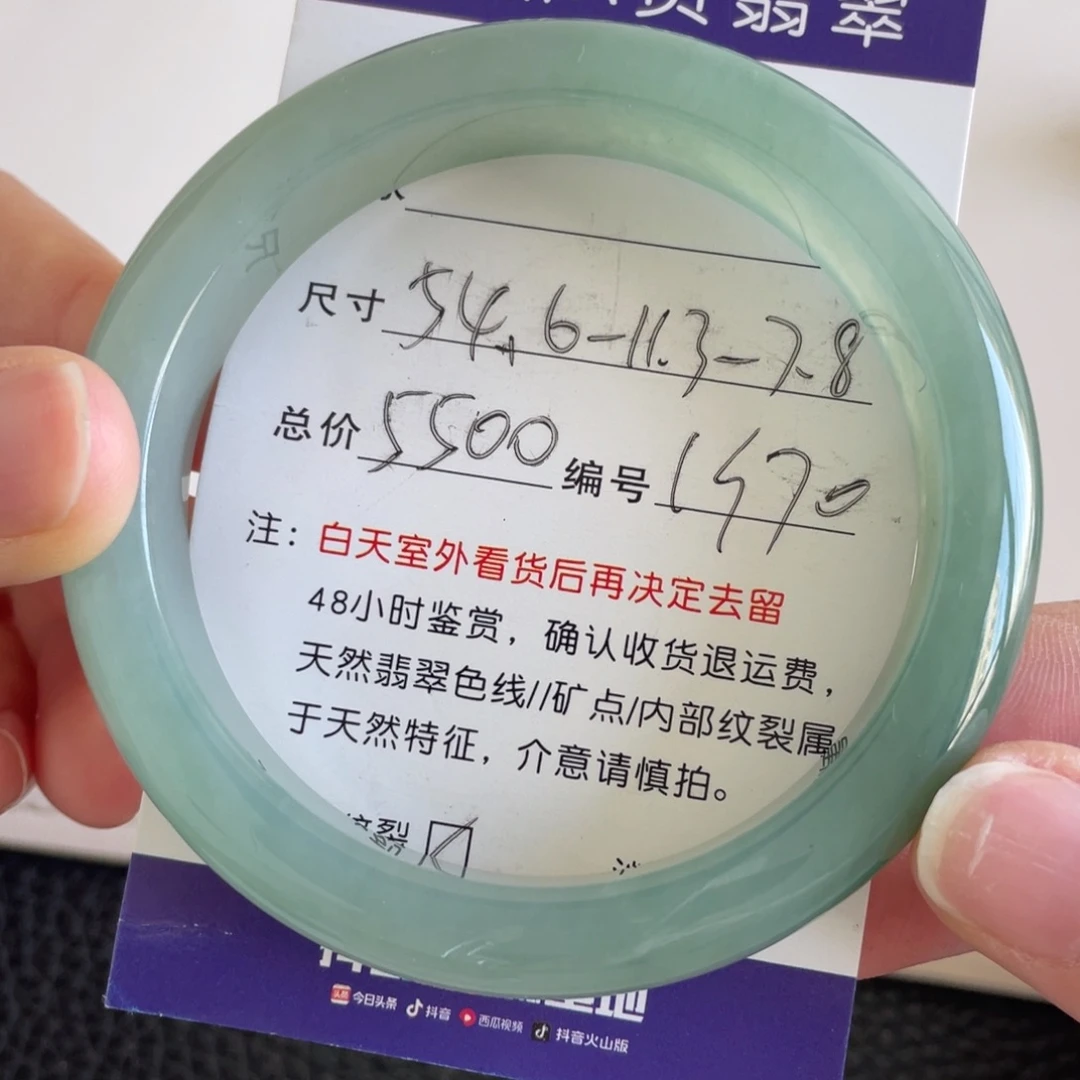 翡翠
尺寸 54.6-11.3-7.8
总价 5500 编号 1470
注：白天室外看货后再决定去留
48小时鉴赏，确认收货退运费，
天然翡翠色线//矿点/内部纹裂属
于天然特征，介意请慎拍。
裂
今日头条 抖音 西瓜视频 抖音火山版